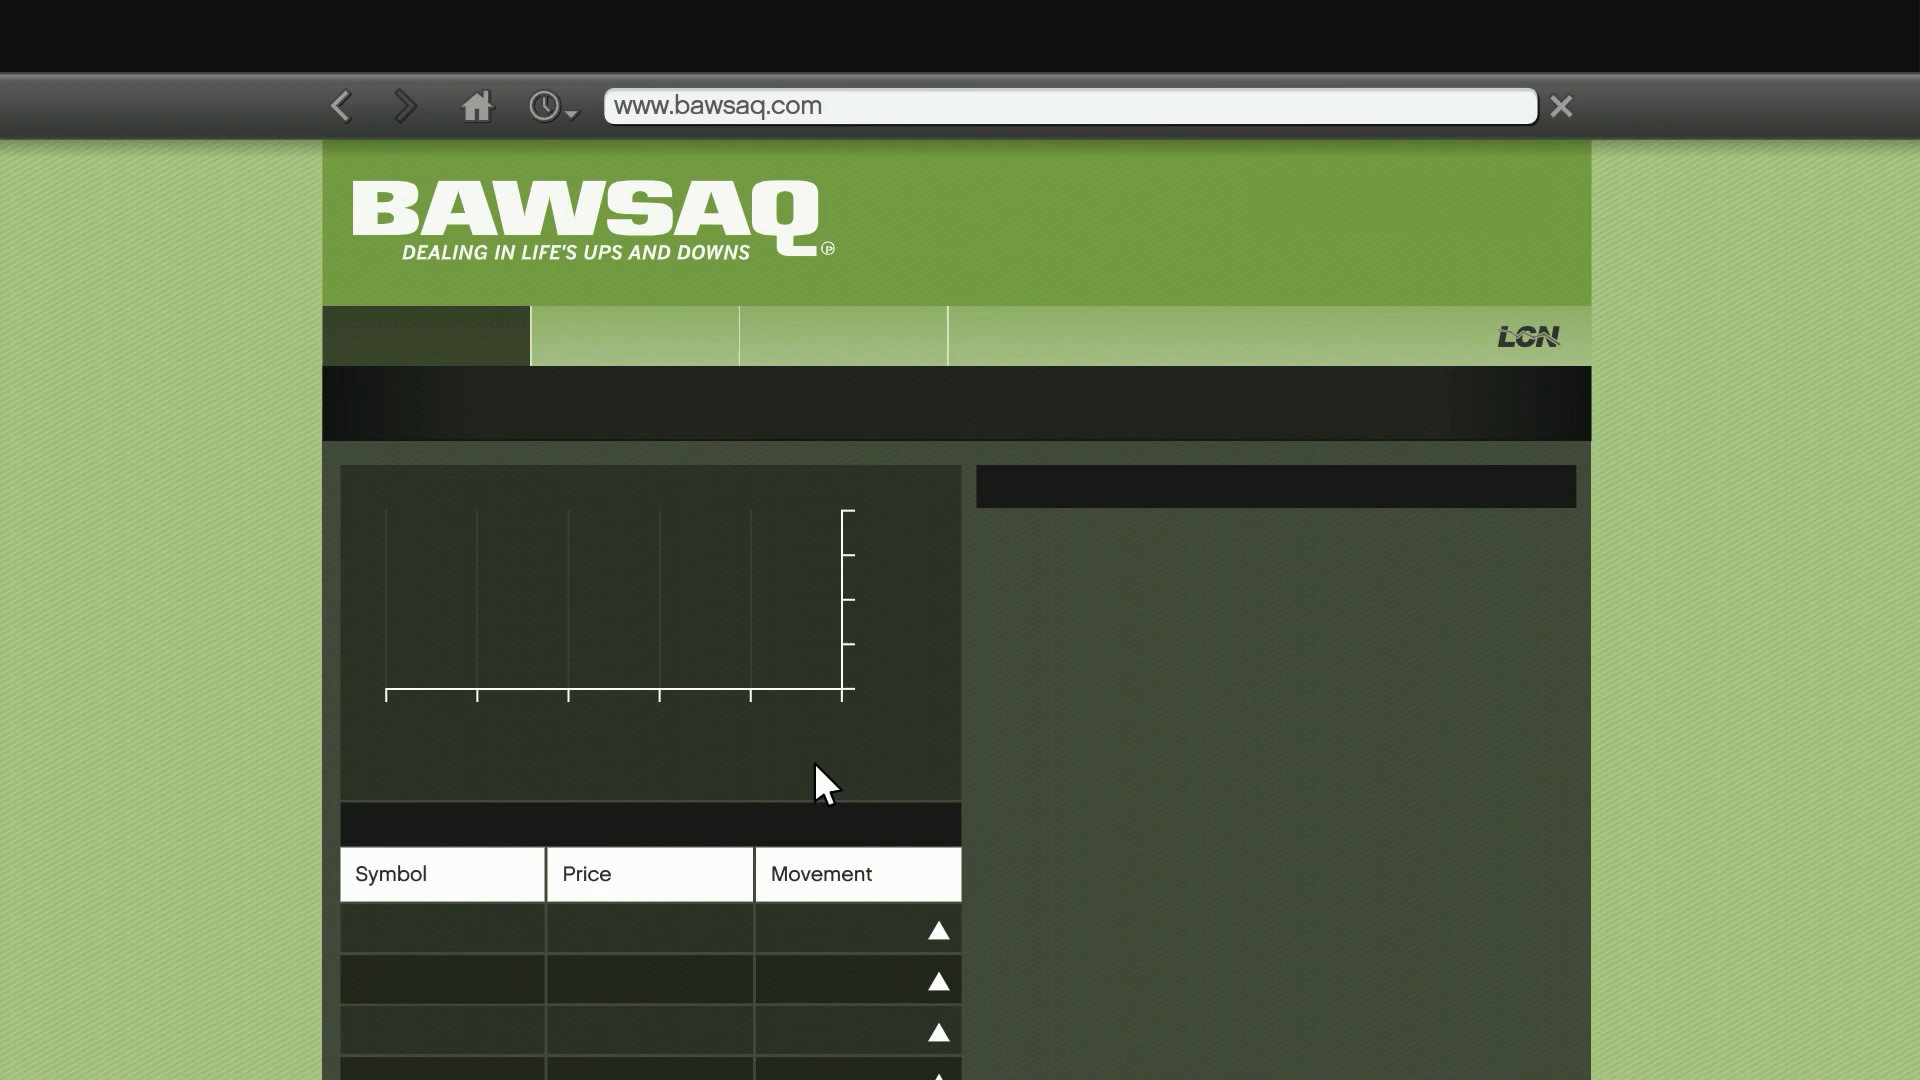 www.bawsaq.com
BAWSAQ
DEALING IN LIFE'S UPS AND DOWNS
LCN
Symbol Price Movement